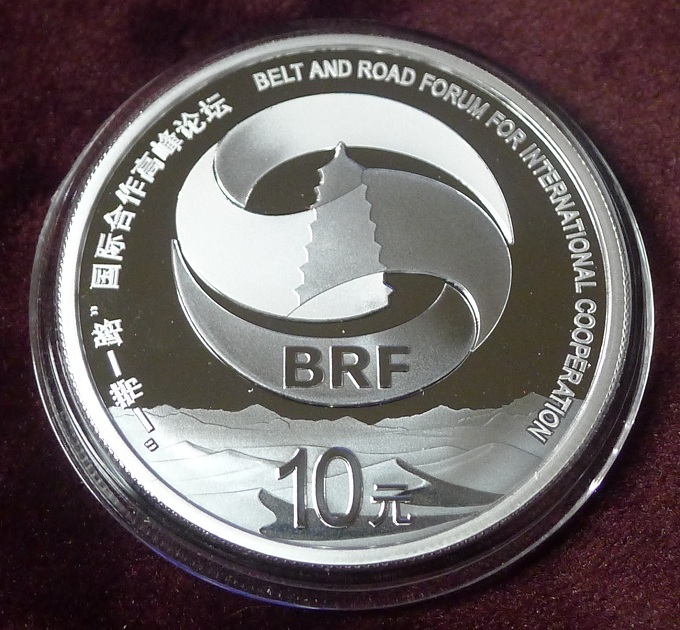 “一带一路”国际合作高峰论坛
BELT AND ROAD FORUM FOR INTERNATIONAL COOPERATION
BRF
10元